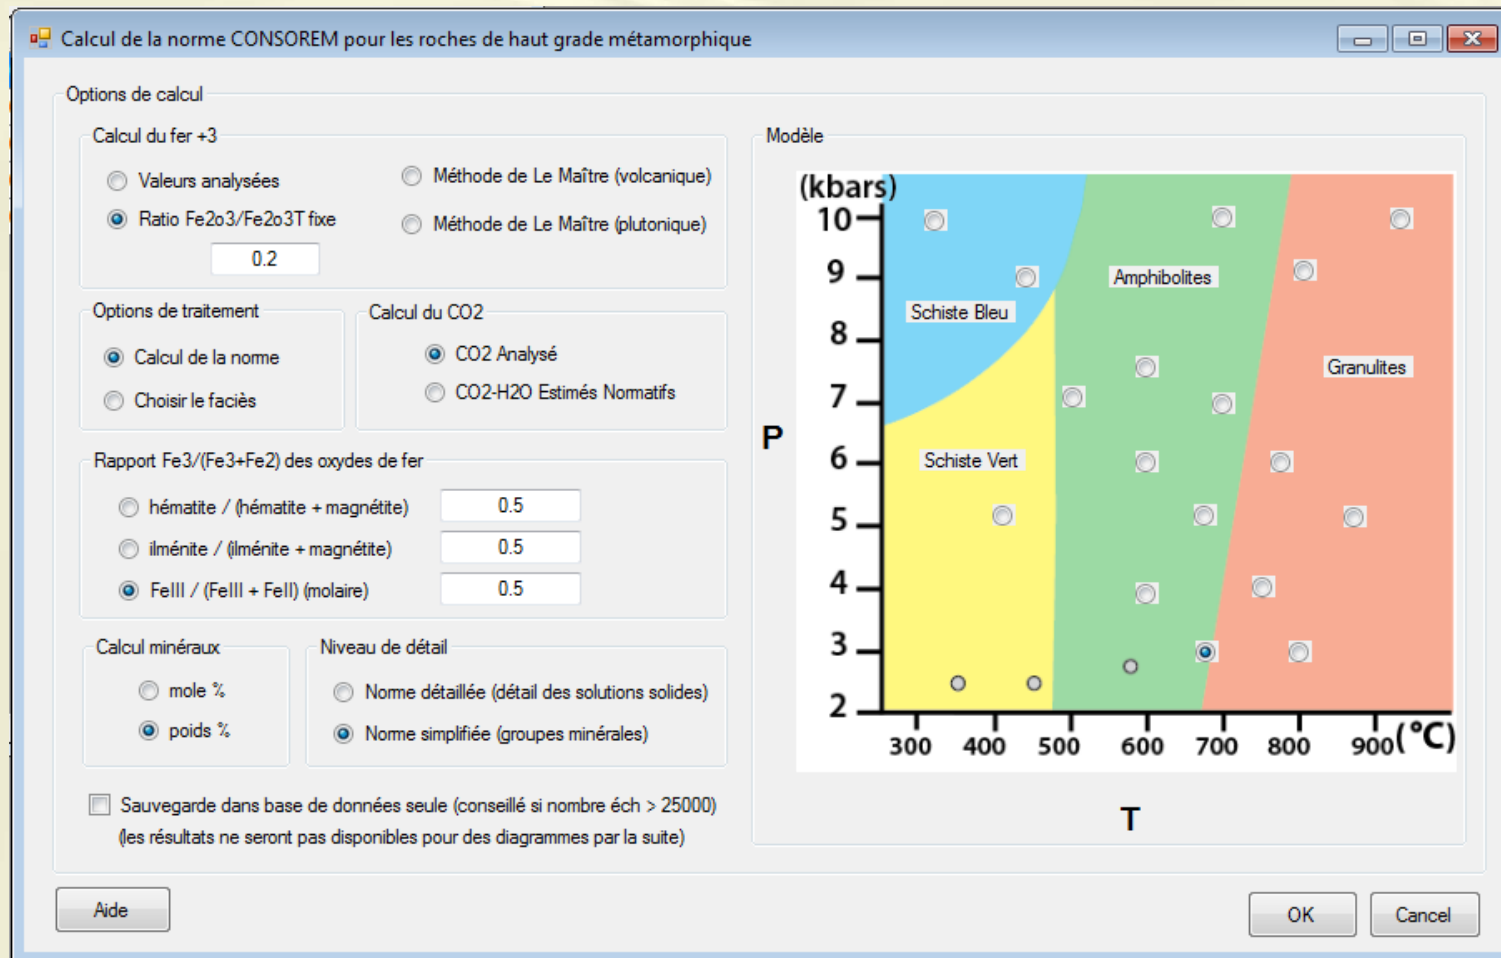 Calcul de la norme CONSOREM pour les roches de haut grade métamorphique
Options de calcul
Calcul du fer +3
Valeurs analysées
Méthode de Le Maître (volcanique)
Ratio Fe2o3/Fe2o3T fixe
Méthode de Le Maître (plutonique)
0.2
Options de traitement
Calcul de la norme
Choisir le faciès
Calcul du CO2
CO2 Analysé
CO2-H2O Estimés Normatifs
Rapport Fe3/(Fe3+Fe2) des oxydes de fer
hématite / (hématite + magnétite) 0.5
ilménite / (ilménite + magnétite) 0.5
FeIII / (FeIII + FeII) (molaire) 0.5
Calcul minéraux
mole %
poids %
Niveau de détail
Norme détaillée (détail des solutions solides)
Norme simplifiée (groupes minérales)
Sauvegarde dans base de données seule (conseillé si nombre éch > 25000)
(les résultats ne seront pas disponibles pour des diagrammes par la suite)
Modèle
(kbars)
10
9
8
7
6
5
4
3
2
P
Schiste Bleu
Amphibolites
Granulites
Schiste Vert
300 400 500 600 700 800 900 (°C)
T
Aide
OK
Cancel